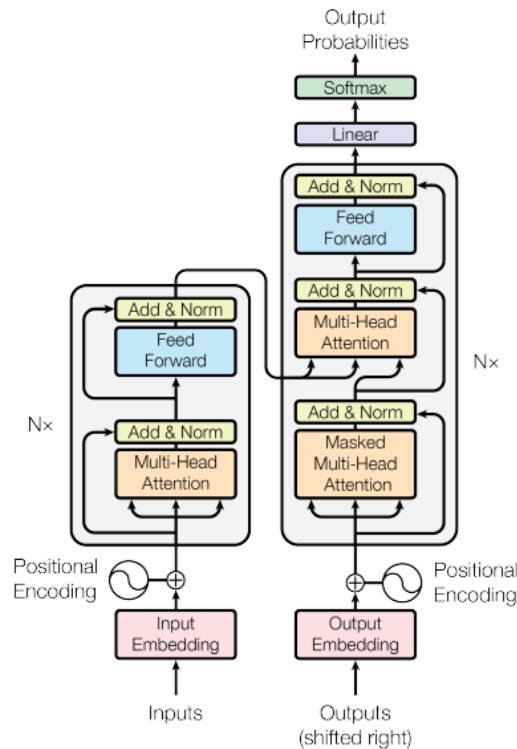 Output
Probabilities
Softmax
Linear
Add & Norm
Feed
Forward
Add & Norm
Multi-Head
Attention
Add & Norm
Masked
Multi-Head
Attention
N×
Add & Norm
Feed
Forward
Add & Norm
Multi-Head
Attention
N×
Positional
Encoding
Positional
Encoding
Input
Embedding
Output
Embedding
Inputs
Outputs
(shifted right)